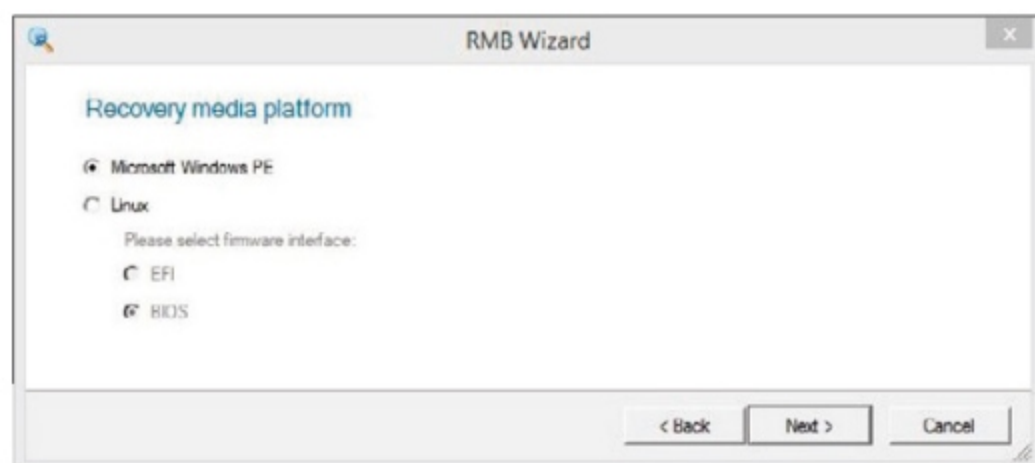 RMB Wizard
x
Recovery media platform
Microsoft Windows PE
Linux
Please select firmware interface:
EFI
BIOS
< Back Next > Cancel